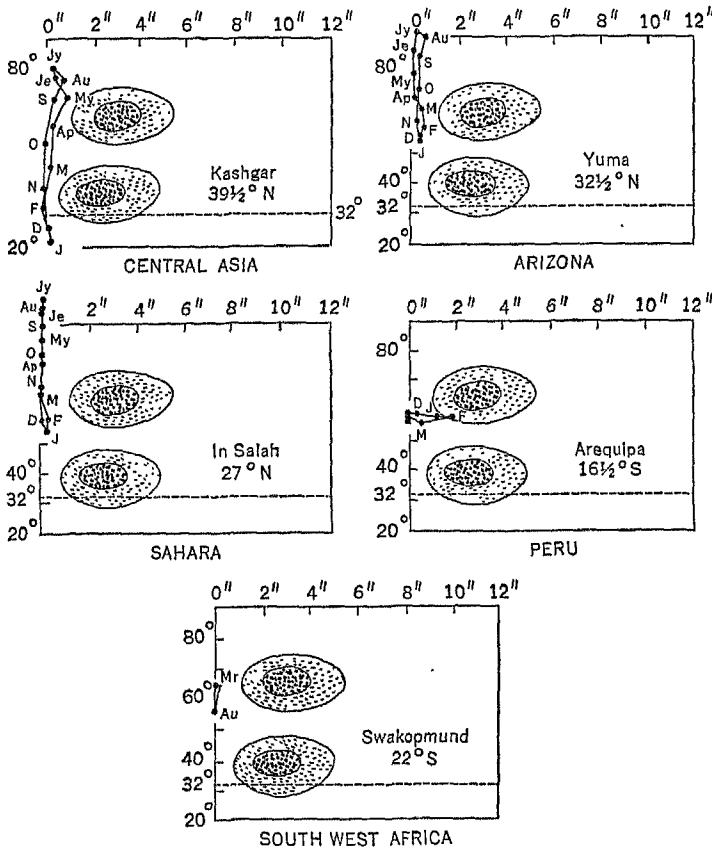 0" 2" 4" 6" 8" 10" 12"
Jy
80°
Je Au
S My
Ap
O
M
Kashgar
39½° N
N
F
32°
D
20°
J
CENTRAL ASIA
0" 2" 4" 6" 8" 10" 12"
Jy
Au
Je
S
80°
My
O
Ap
M
N
F
D
J
Yuma
32½° N
40°
32°
20°
ARIZONA
Jy
2" 4" 6" 8" 10" 12"
Au
Je
S
My
O
Ap
N
M
D F
J
In Salah
27° N
40°
32°
20°
SAHARA
0" 2" 4" 6" 8" 10" 12"
80°
D J F
M
Arequipa
16½° S
40°
32°
20°
PERU
0" 2" 4" 6" 8" 10" 12"
80°
Mr
60°
Au
Swakopmund
22° S
40°
32°
20°
SOUTH WEST AFRICA